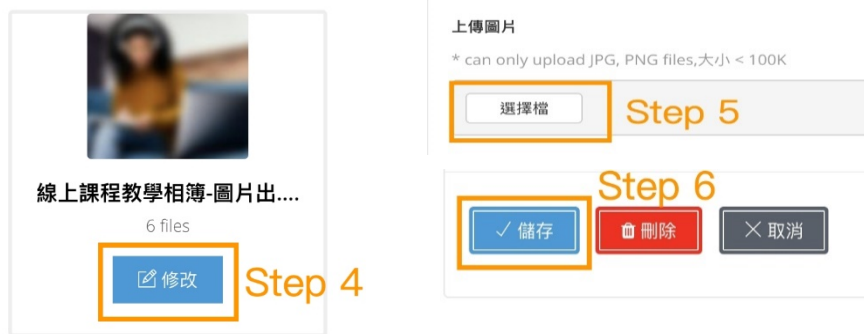 線上課程教學相簿-圖片出....
6 files
修改
Step 4
上傳圖片
* can only upload JPG, PNG files,大小 < 100K
選擇檔
Step 5
Step 6
儲存
刪除
取消